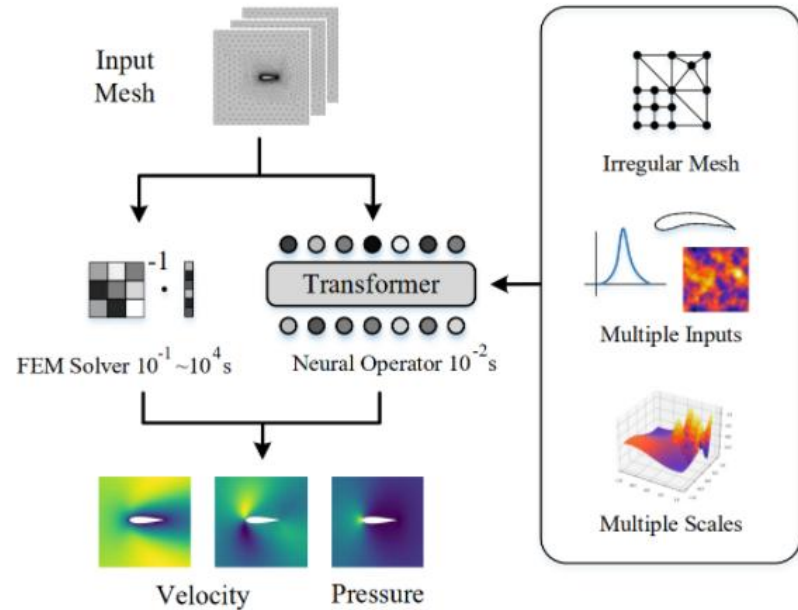 Input
Mesh
-1
.
Transformer
FEM Solver 10^-1 ~10^4 s
Neural Operator 10^-2 s
Velocity
Pressure
Irregular Mesh
Multiple Inputs
Multiple Scales